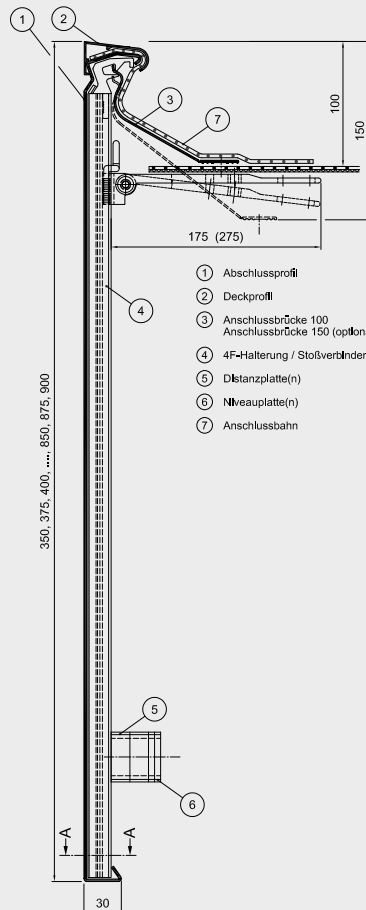 1
2
3
7
100
150
175 (275)
1 Abschlussprofil
2 Deckprofil
3 Anschlussbrücke 100
Anschlussbrücke 150 (optiona
4 4F-Halterung / Stoßverbinder
5 Distanzplatte(n)
6 Niveauplatte(n)
7 Anschlussbahn
4
350, 375, 400, ...., 850, 875, 900
5
6
A A
30